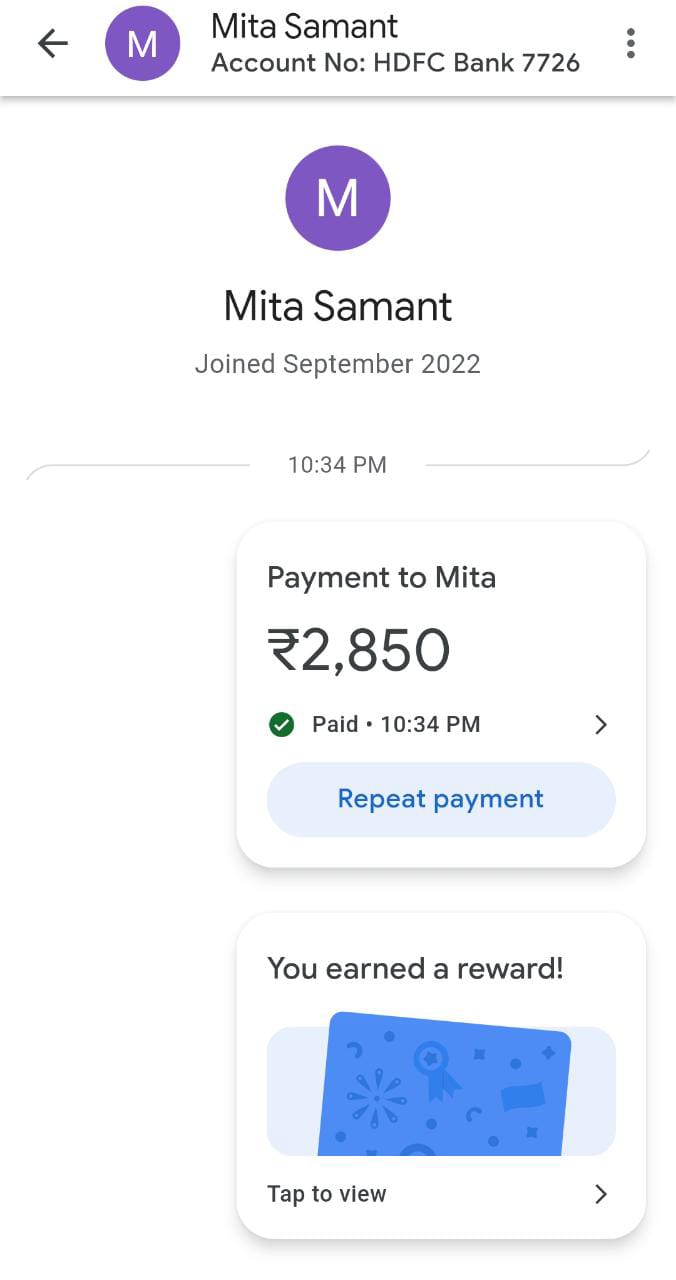 M
Mita Samant
Account No: HDFC Bank 7726
M
Mita Samant
Joined September 2022
10:34 PM
Payment to Mita
₹2,850
Paid • 10:34 PM
Repeat payment
You earned a reward!
Tap to view